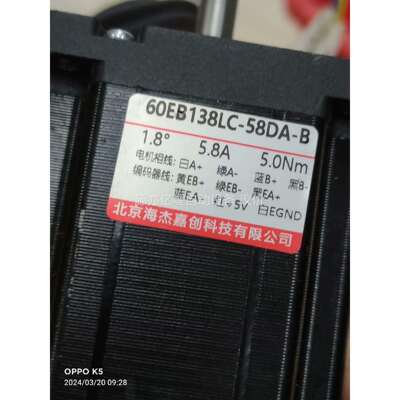 60EB138LC-58DA-B
1.8° 5.8A 5.0Nm
电机相线: 白A+ 绿A- 蓝B+ 黑B-
编码器线: 黄EB+ 绿EB- 黑EA+
蓝EA- 红+5V 白EGND
北京海杰嘉创科技有限公司
OPPO K5
2024/03/20 09:28